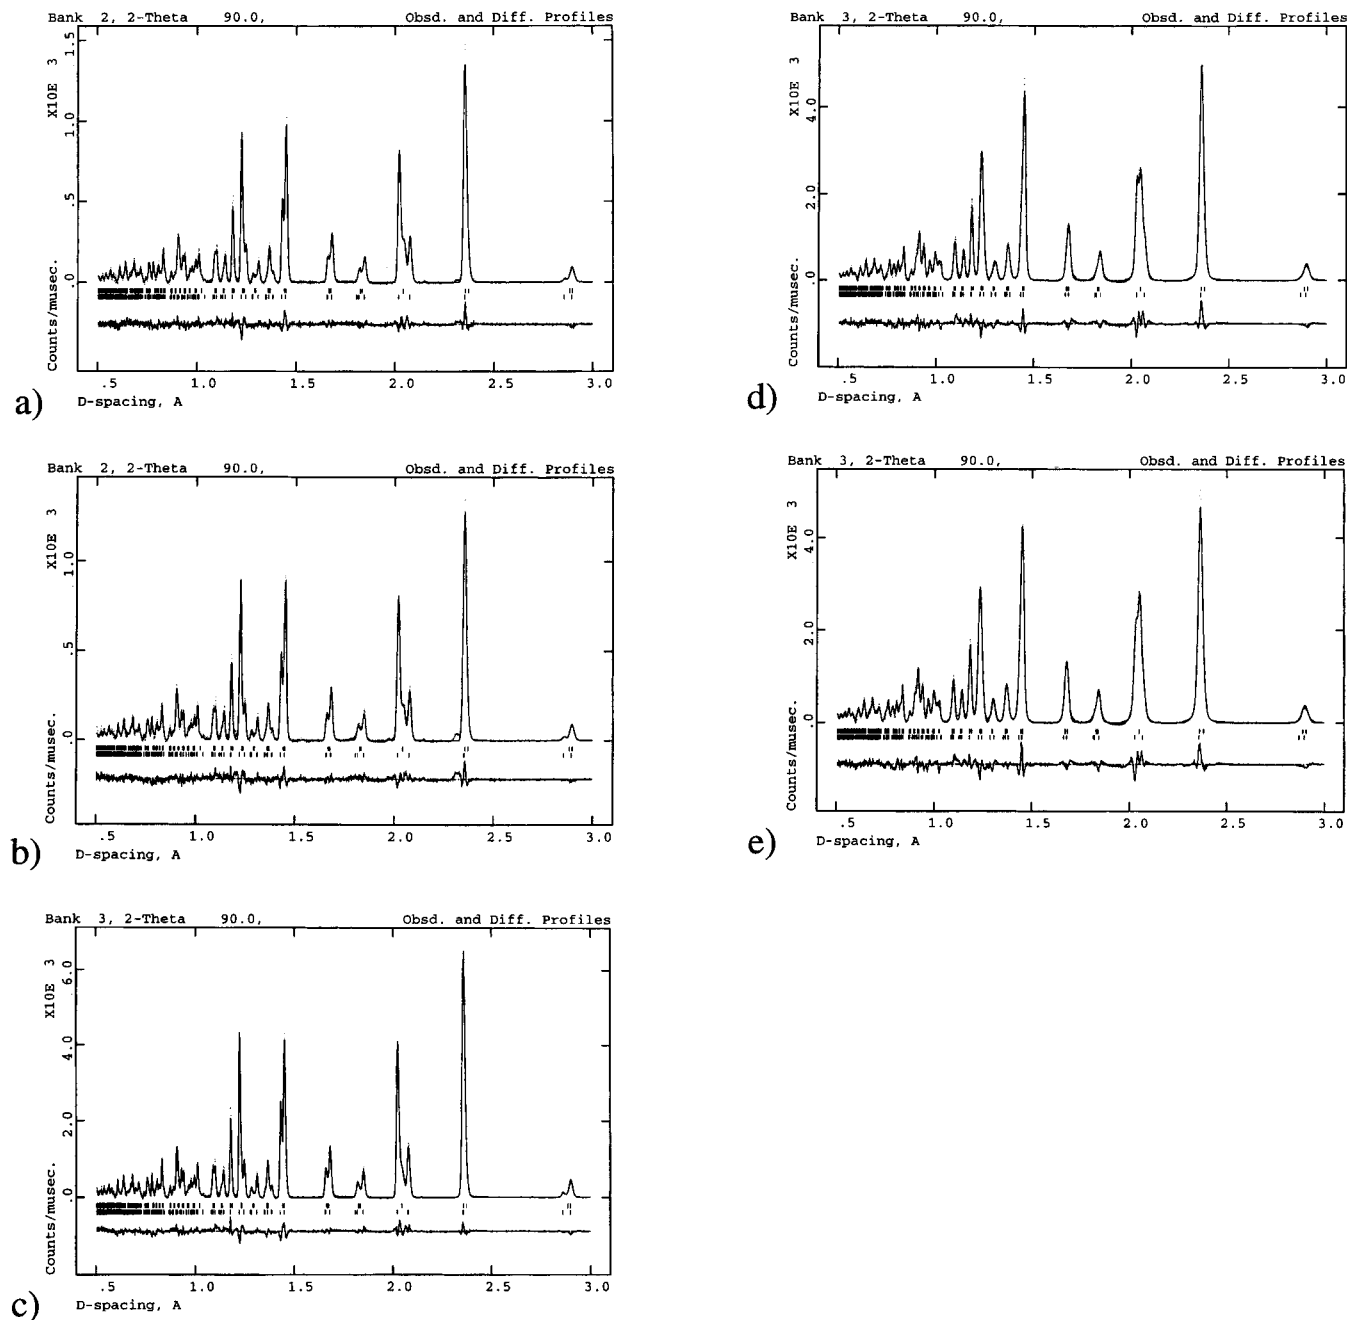 Bank 2, 2-Theta 90.0, Obsd. and Diff. Profiles
X10E 3
Counts/musec.
1.5
1.0
.5
.0
.5 1.0 1.5 2.0 2.5 3.0
D-spacing, A
a)
Bank 2, 2-Theta 90.0, Obsd. and Diff. Profiles
X10E 3
Counts/musec.
1.0
.5
.0
.5 1.0 1.5 2.0 2.5 3.0
D-spacing, A
b)
Bank 3, 2-Theta 90.0, Obsd. and Diff. Profiles
X10E 3
Counts/musec.
6.0
4.0
2.0
.0
.5 1.0 1.5 2.0 2.5 3.0
D-spacing, A
c)
Bank 3, 2-Theta 90.0, Obsd. and Diff. Profiles
X10E 3
Counts/musec.
4.0
2.0
.0
.5 1.0 1.5 2.0 2.5 3.0
D-spacing, A
d)
Bank 3, 2-Theta 90.0, Obsd. and Diff. Profiles
X10E 3
Counts/musec.
4.0
2.0
.0
.5 1.0 1.5 2.0 2.5 3.0
D-spacing, A
e)